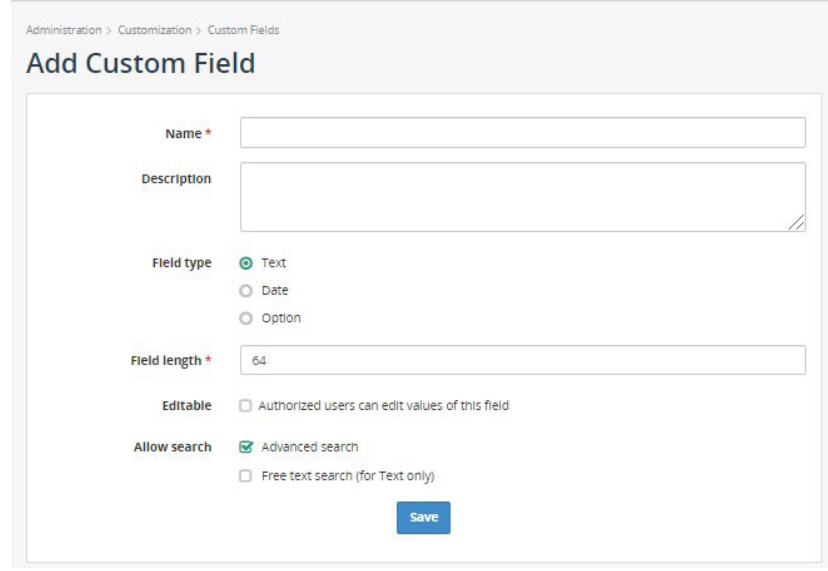 Administration > Customization > Custom Fields
Add Custom Field
Name *
Description
Field type
Text
Date
Option
Field length *
64
Editable
Authorized users can edit values of this field
Allow search
Advanced search
Free text search (for Text only)
Save